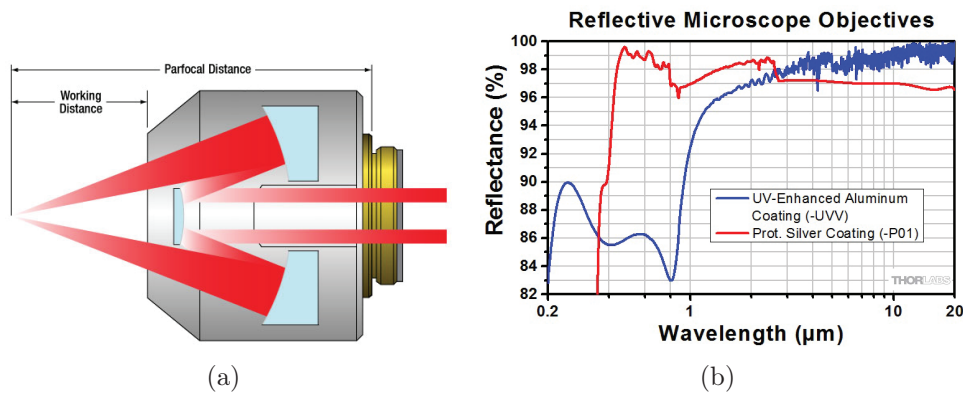 Parfocal Distance
Working
Distance
(a)
Reflective Microscope Objectives
Reflectance (%)
100
98
96
94
92
90
88
86
84
82
UV-Enhanced Aluminum
Coating (-UVV)
Prot. Silver Coating (-P01)
THORLABS
0.2
1
10
20
Wavelength (µm)
(b)